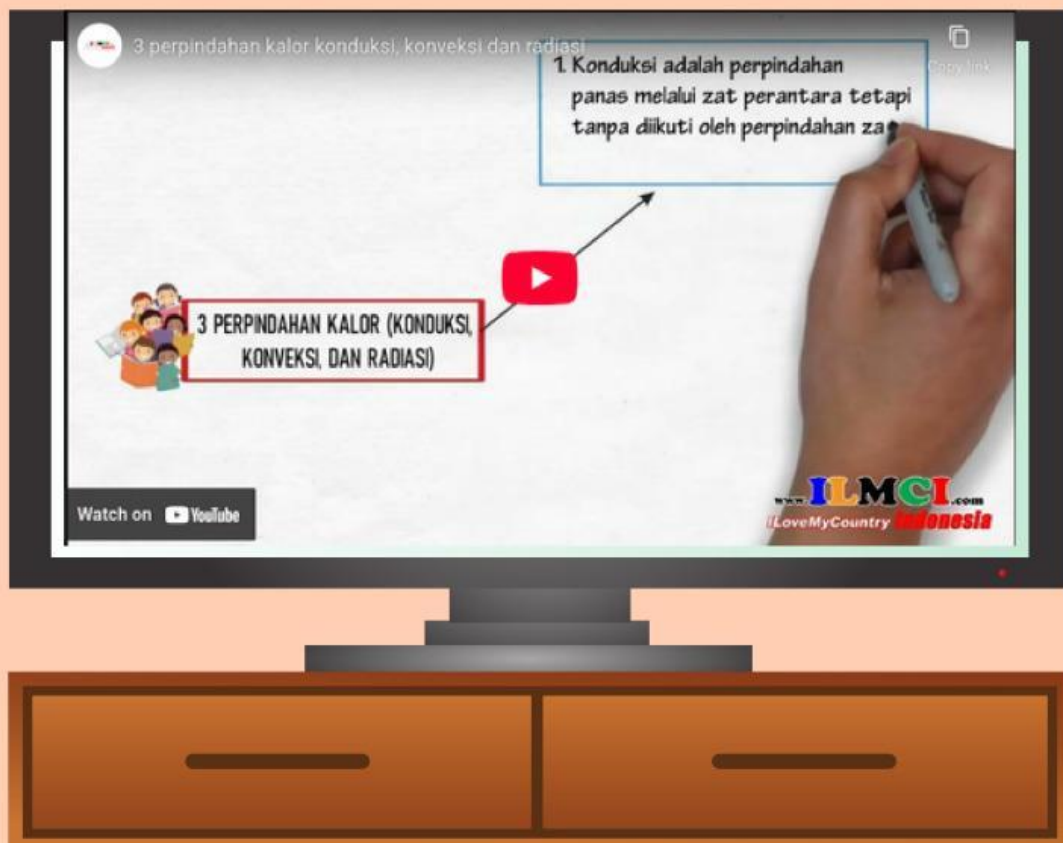 3 perpindahan kalor konduksi, konveksi dan radiasi
Copy link
1. Konduksi adalah perpindahan
panas melalui zat perantara tetapi
tanpa diikuti oleh perpindahan za
3 PERPINDAHAN KALOR (KONDUKSI,
KONVEKSI, DAN RADIASI)
Watch on YouTube
www.ILMCI.com
ILoveMyCountry Indonesia